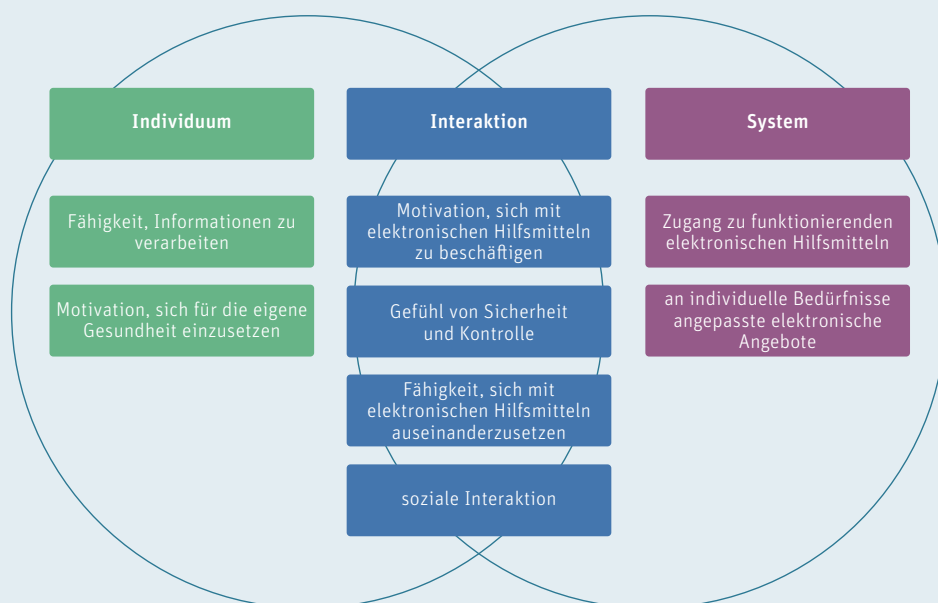 Individuum
Fähigkeit, Informationen zu
verarbeiten
Motivation, sich für die eigene
Gesundheit einzusetzen
Interaktion
Motivation, sich mit
elektronischen Hilfsmitteln
zu beschäftigen
Gefühl von Sicherheit
und Kontrolle
Fähigkeit, sich mit
elektronischen Hilfsmitteln
auseinanderzusetzen
soziale Interaktion
System
Zugang zu funktionierenden
elektronischen Hilfsmitteln
an individuelle Bedürfnisse
angepasste elektronische
Angebote